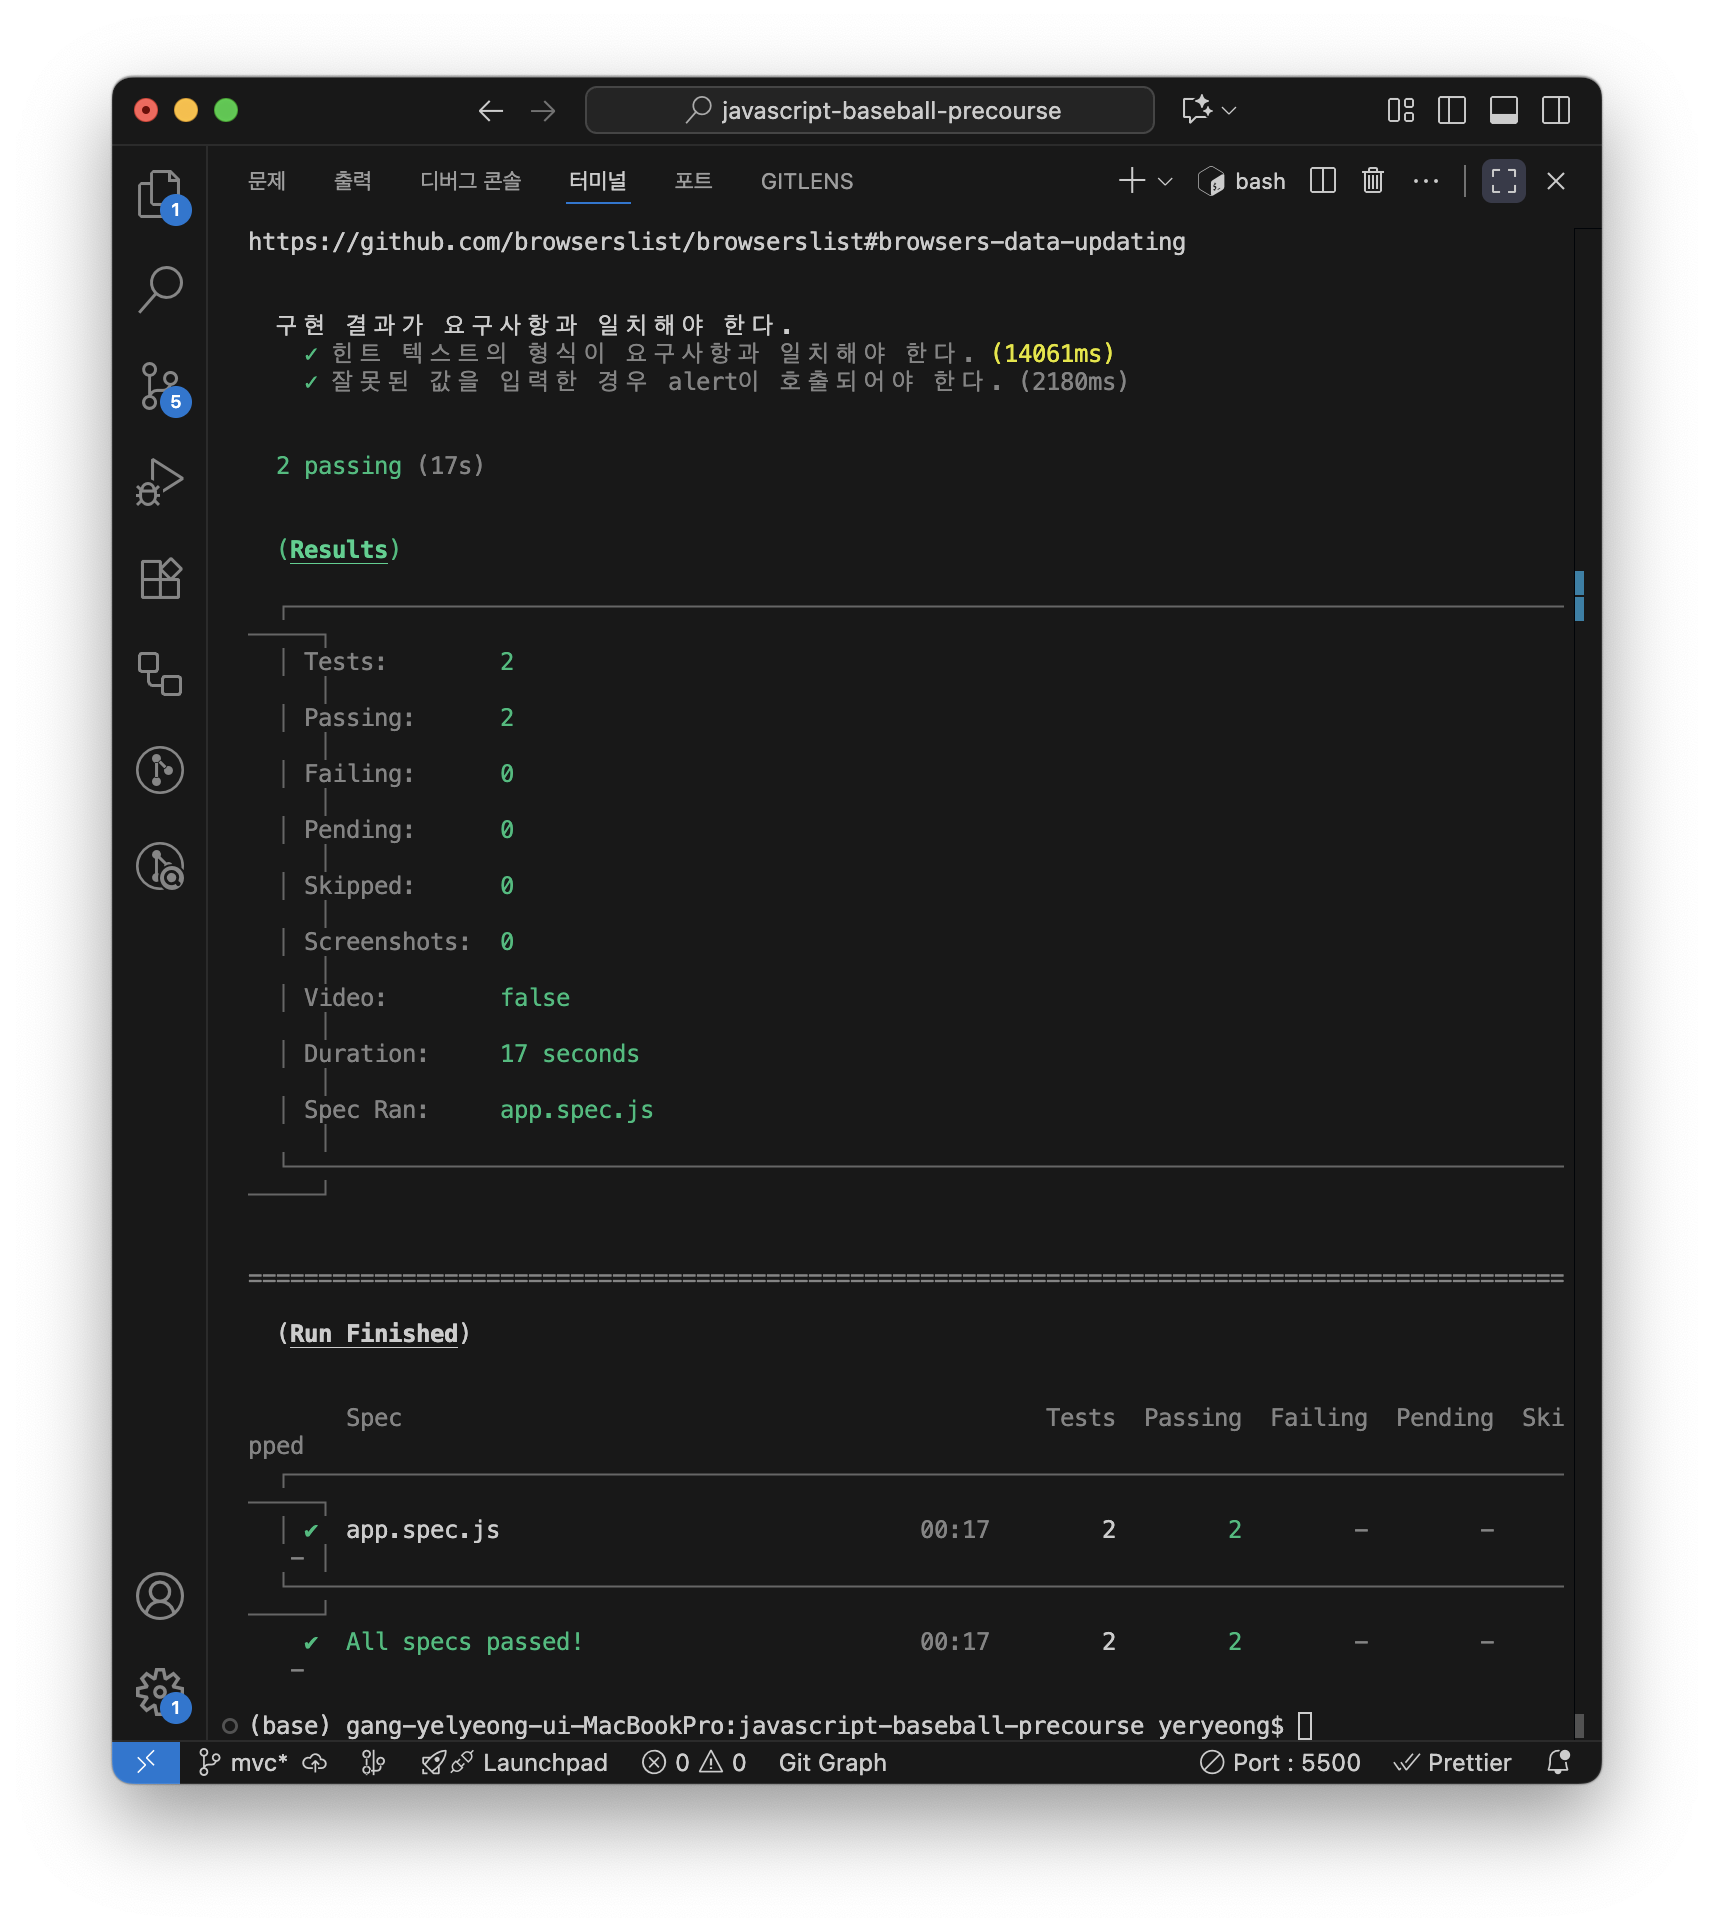 javascript-baseball-precourse
문제 출력 디버그 콘솔 터미널 포트 GITLENS bash
https://github.com/browserslist/browserslist#browsers-data-updating
1
구현 결과가 요구사항과 일치해야 한다.
✓ 힌트 텍스트의 형식이 요구사항과 일치해야 한다. (14061ms)
✓ 잘못된 값을 입력한 경우 alert이 호출되어야 한다. (2180ms)
5
2 passing (17s)
(Results)
Tests: 2
Passing: 2
Failing: 0
Pending: 0
Skipped: 0
Screenshots: 0
Video: false
Duration: 17 seconds
Spec Ran: app.spec.js
================================================================================
(Run Finished)
Spec Tests Passing Failing Pending Ski
pped
✔ app.spec.js 00:17 2 2 - -
-
✔ All specs passed! 00:17 2 2 - -
-
1
(base) gang-yelyeong-ui-MacBookPro:javascript-baseball-precourse yeryeong$
mvc* Launchpad 0 0 Git Graph Port : 5500 Prettier